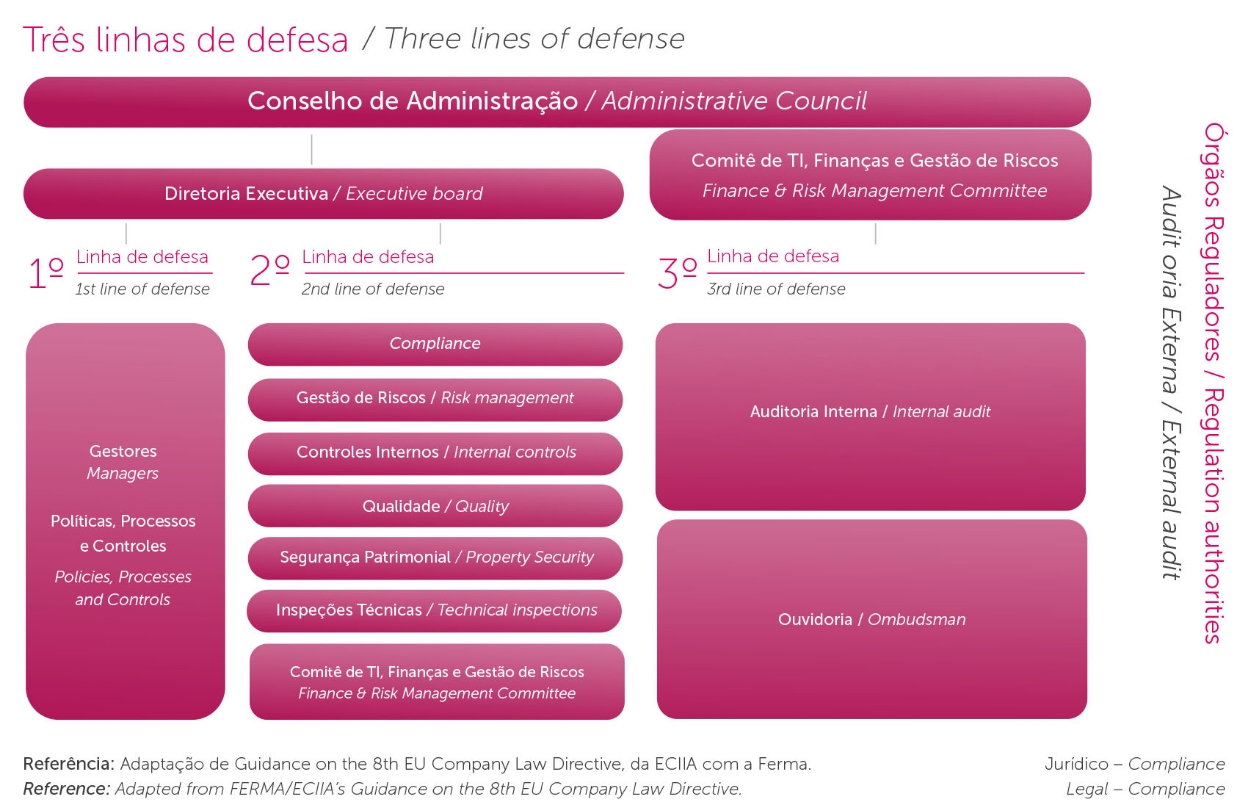 Três linhas de defesa / Three lines of defense
Conselho de Administração / Administrative Council
Comitê de TI, Finanças e Gestão de Riscos
Finance & Risk Management Committee
Diretoria Executiva / Executive board
1º Linha de defesa
1st line of defense
2º Linha de defesa
2nd line of defense
3º Linha de defesa
3rd line of defense
Gestores
Managers
Políticas, Processos
e Controles
Policies, Processes
and Controls
Compliance
Gestão de Riscos / Risk management
Controles Internos / Internal controls
Qualidade / Quality
Segurança Patrimonial / Property Security
Inspeções Técnicas / Technical inspections
Comitê de TI, Finanças e Gestão de Riscos
Finance & Risk Management Committee
Auditoria Interna / Internal audit
Ouvidoria / Ombudsman
Órgãos Reguladores / Regulation authorities
Audit oria Externa / External audit
Referência: Adaptação de Guidance on the 8th EU Company Law Directive, da ECIIA com a Ferma.
Reference: Adapted from FERMA/ECIIA's Guidance on the 8th EU Company Law Directive.
Jurídico – Compliance
Legal – Compliance